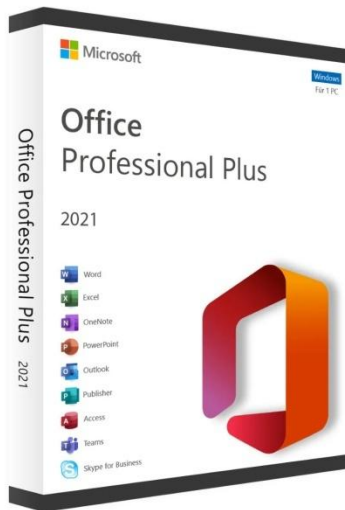 Microsoft
Windows
Für 1 PC
Office
Professional Plus
2021
Word
Excel
OneNote
PowerPoint
Outlook
Publisher
Access
Teams
Skype for Business
Office Professional Plus 2021